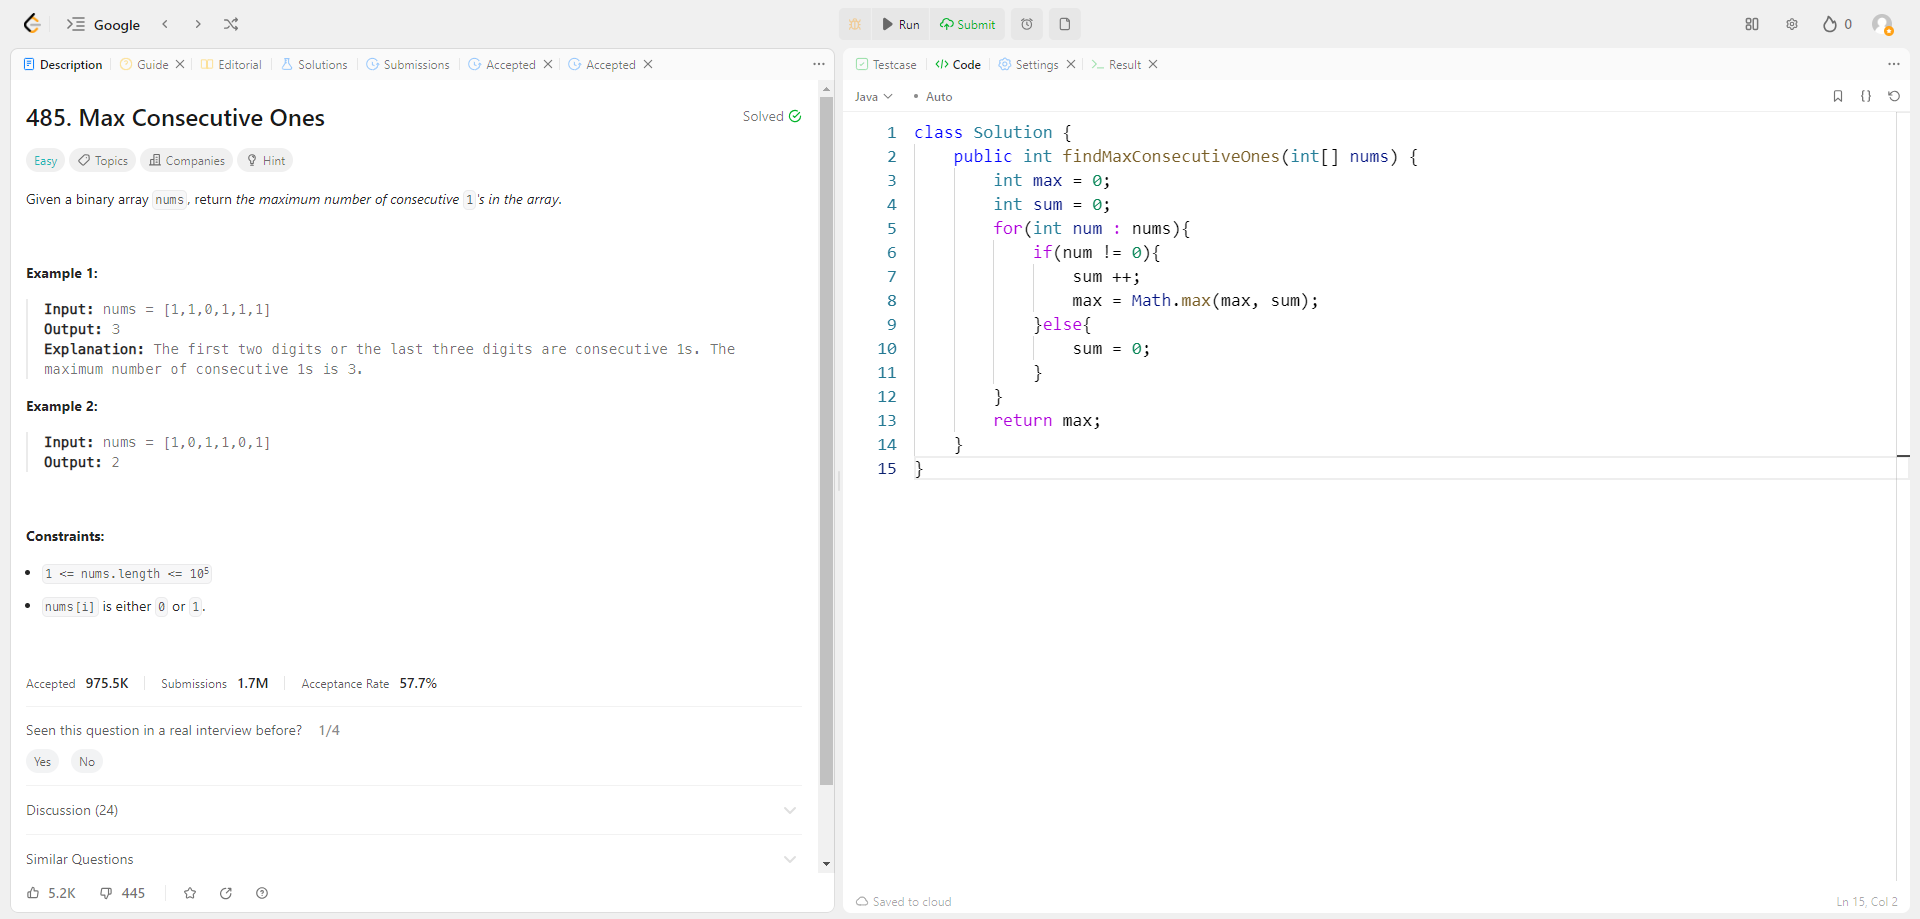 Google
Run
Submit
0
Description
Guide
Editorial
Solutions
Submissions
Accepted
Accepted
485. Max Consecutive Ones
Solved
Easy
Topics
Companies
Hint
Given a binary array nums, return the maximum number of consecutive 1's in the array.
Example 1:
Input: nums = [1,1,0,1,1,1]
Output: 3
Explanation: The first two digits or the last three digits are consecutive 1s. The
maximum number of consecutive 1s is 3.
Example 2:
Input: nums = [1,0,1,1,0,1]
Output: 2
Constraints:
• 1 <= nums.length <= 10⁵
• nums[i] is either 0 or 1.
Accepted 975.5K
Submissions 1.7M
Acceptance Rate 57.7%
Seen this question in a real interview before? 1/4
Yes
No
Discussion (24)
Similar Questions
5.2K
445
Testcase
Code
Settings
Result
Java
• Auto
1 class Solution {
2     public int findMaxConsecutiveOnes(int[] nums) {
3         int max = 0;
4         int sum = 0;
5         for(int num : nums){
6             if(num != 0){
7                 sum ++;
8                 max = Math.max(max, sum);
9             }else{
10                 sum = 0;
11             }
12         }
13         return max;
14     }
15 }
Saved to cloud
Ln 15, Col 2